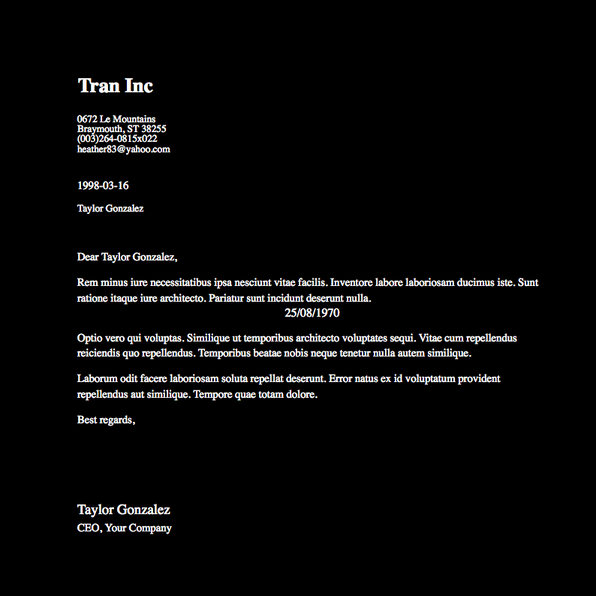 Tran Inc
0672 Le Mountains
Braymouth, ST 38255
(003)264-0815x022
heather83@yahoo.com
1998-03-16
Taylor Gonzalez
Dear Taylor Gonzalez,
Rem minus iure necessitatibus ipsa nesciunt vitae facilis. Inventore labore laboriosam ducimus iste. Sunt
ratione itaque iure architecto. Pariatur sunt incidunt deserunt nulla.
25/08/1970
Optio vero qui voluptas. Similique ut temporibus architecto voluptates sequi. Vitae cum repellendus
reiciendis quo repellendus. Temporibus beatae nobis neque tenetur nulla autem similique.
Laborum odit facere laboriosam soluta repellat deserunt. Error natus ex id voluptatum provident
repellendus aut similique. Tempore quae totam dolore.
Best regards,
Taylor Gonzalez
CEO, Your Company